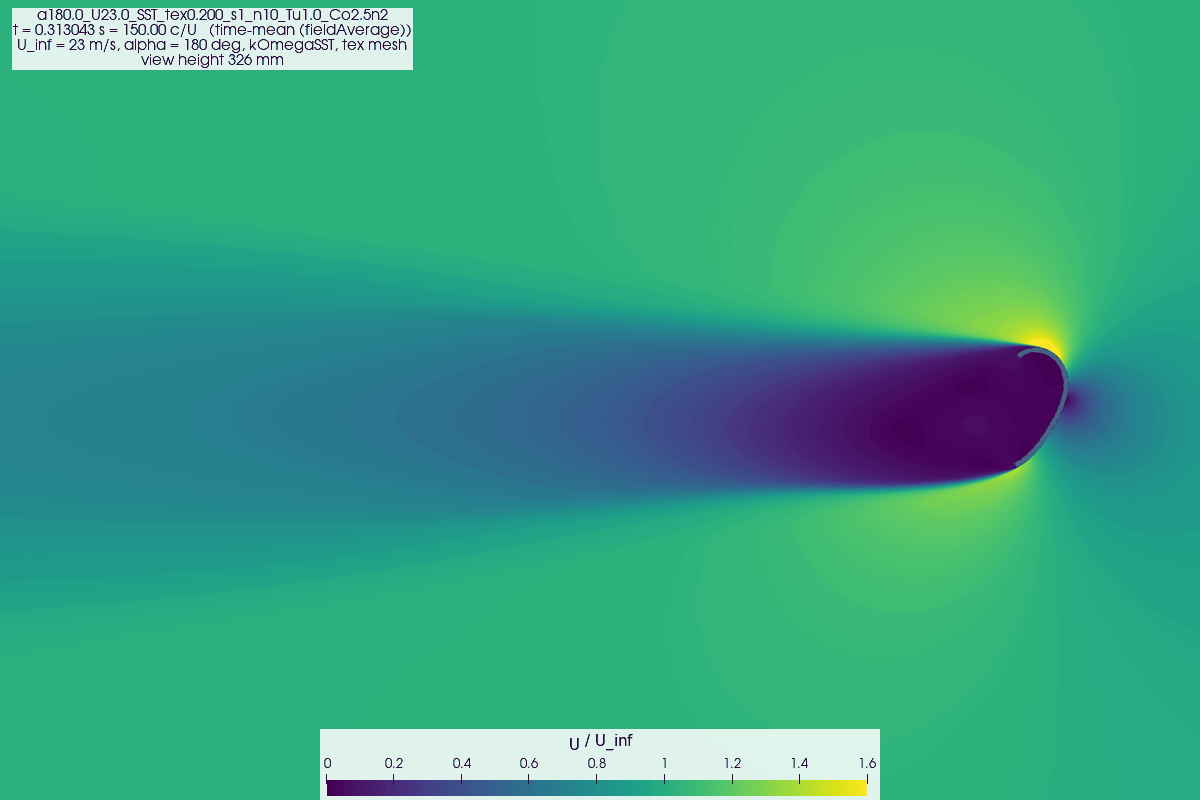 a180.0_U23.0_SST_tex0.200_s1_n10_Tu1.0_Co2.5n2
t = 0.313043 s = 150.00 c/U   (time-mean (fieldAverage))
U_inf = 23 m/s, alpha = 180 deg, kOmegaSST, tex mesh
view height 326 mm
U / U_inf
0 0.2 0.4 0.6 0.8 1 1.2 1.4 1.6